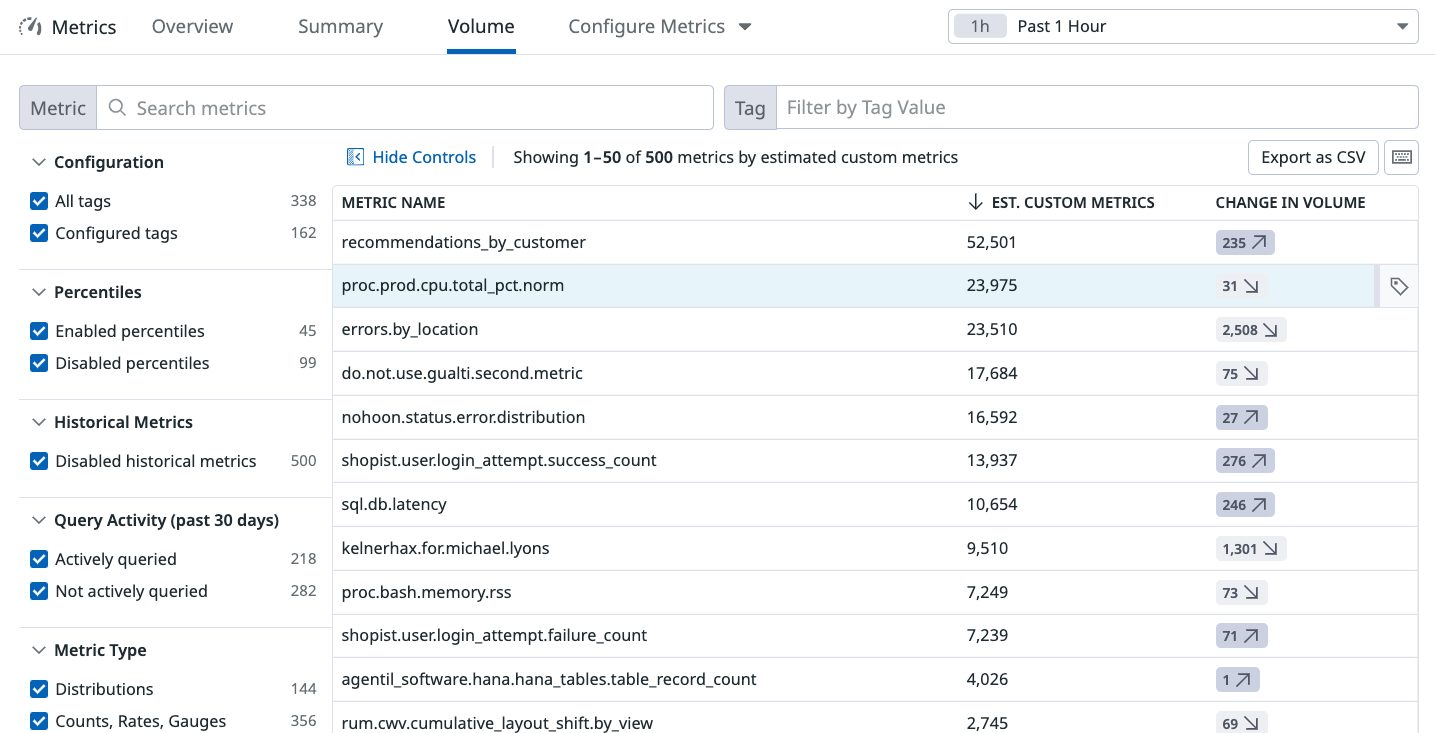 Metrics Overview Summary Volume Configure Metrics 1h Past 1 Hour
Metric Search metrics Tag Filter by Tag Value
Configuration
All tags 338
Configured tags 162
Percentiles
Enabled percentiles 45
Disabled percentiles 99
Historical Metrics
Disabled historical metrics 500
Query Activity (past 30 days)
Actively queried 218
Not actively queried 282
Metric Type
Distributions 144
Counts, Rates, Gauges 356
Hide Controls Showing 1–50 of 500 metrics by estimated custom metrics Export as CSV
METRIC NAME EST. CUSTOM METRICS CHANGE IN VOLUME
recommendations_by_customer 52,501 235
proc.prod.cpu.total_pct.norm 23,975 31
errors.by_location 23,510 2,508
do.not.use.gualti.second.metric 17,684 75
nohoon.status.error.distribution 16,592 27
shopist.user.login_attempt.success_count 13,937 276
sql.db.latency 10,654 246
kelnerhax.for.michael.lyons 9,510 1,301
proc.bash.memory.rss 7,249 73
shopist.user.login_attempt.failure_count 7,239 71
agentil_software.hana.hana_tables.table_record_count 4,026 1
rum.cwv.cumulative_layout_shift.by_view 2,745 69